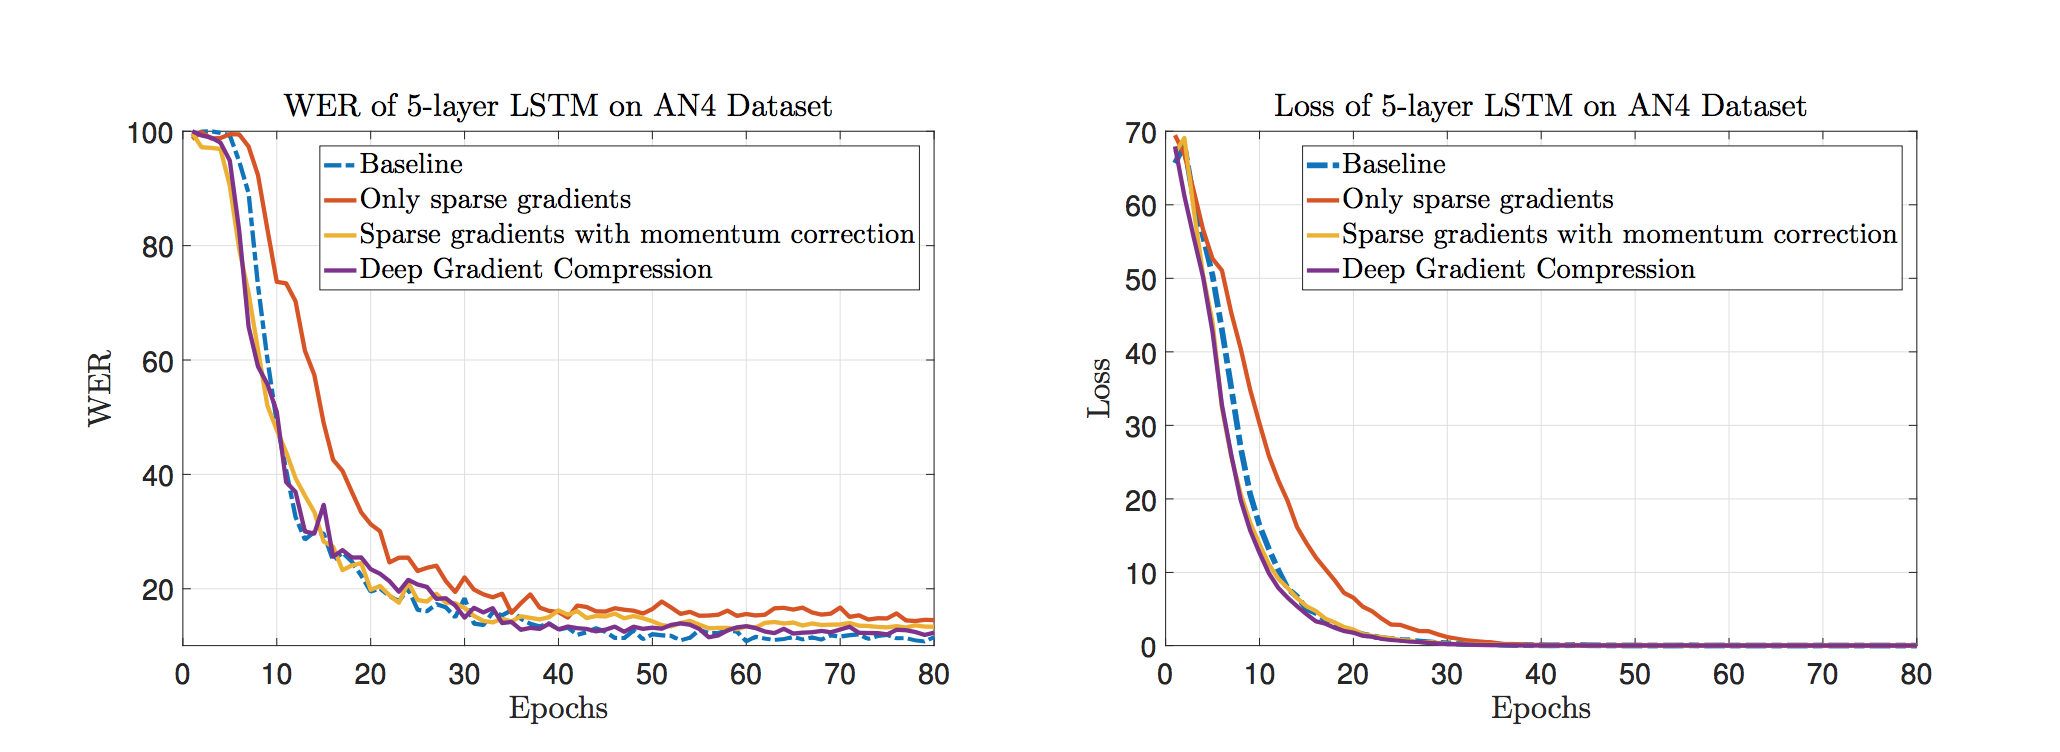 WER of 5-layer LSTM on AN4 Dataset
100
80
60
40
20
WER
Baseline
Only sparse gradients
Sparse gradients with momentum correction
Deep Gradient Compression
0 10 20 30 40 50 60 70 80
Epochs
Loss of 5-layer LSTM on AN4 Dataset
70
60
50
40
30
20
10
0
Loss
Baseline
Only sparse gradients
Sparse gradients with momentum correction
Deep Gradient Compression
0 10 20 30 40 50 60 70 80
Epochs